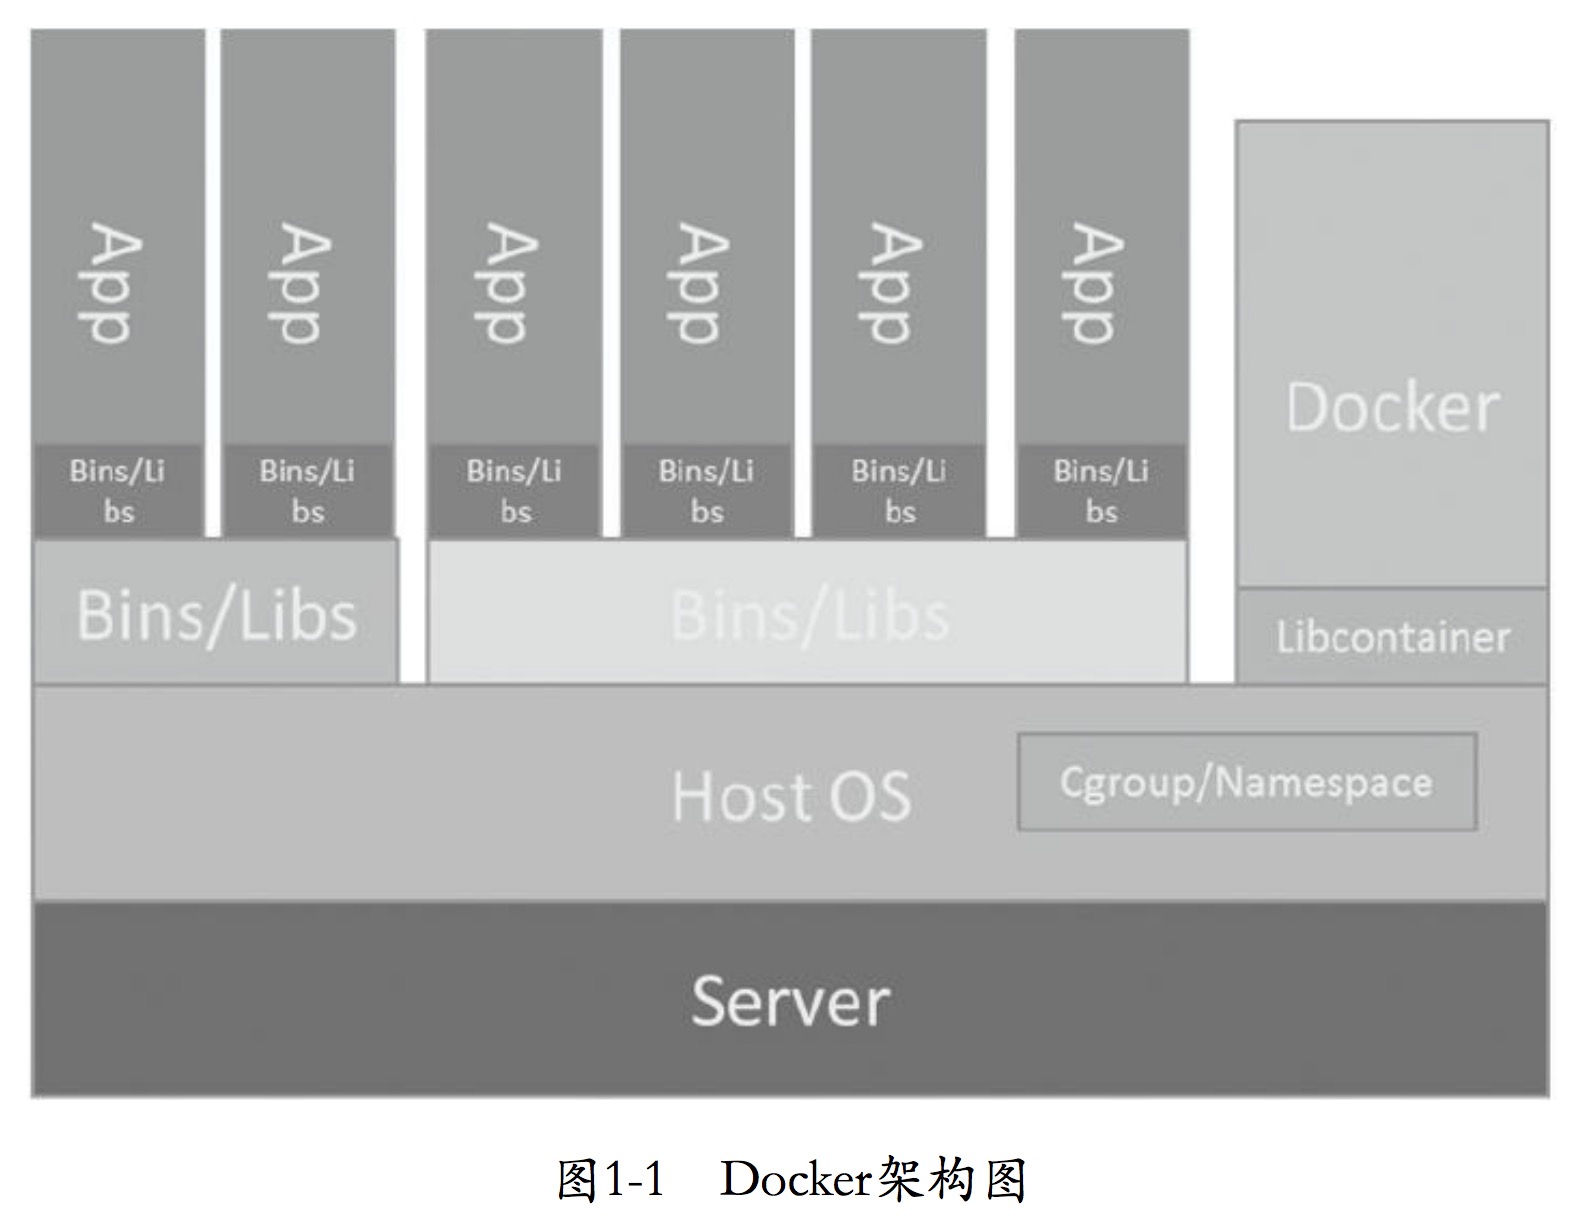 App
App
App
App
App
App
Bins/Li
bs
Bins/Li
bs
Bins/Li
bs
Bins/Li
bs
Bins/Li
bs
Bins/Li
bs
Docker
Bins/Libs
Bins/Libs
Libcontainer
Host OS
Cgroup/Namespace
Server
图1-1 Docker架构图